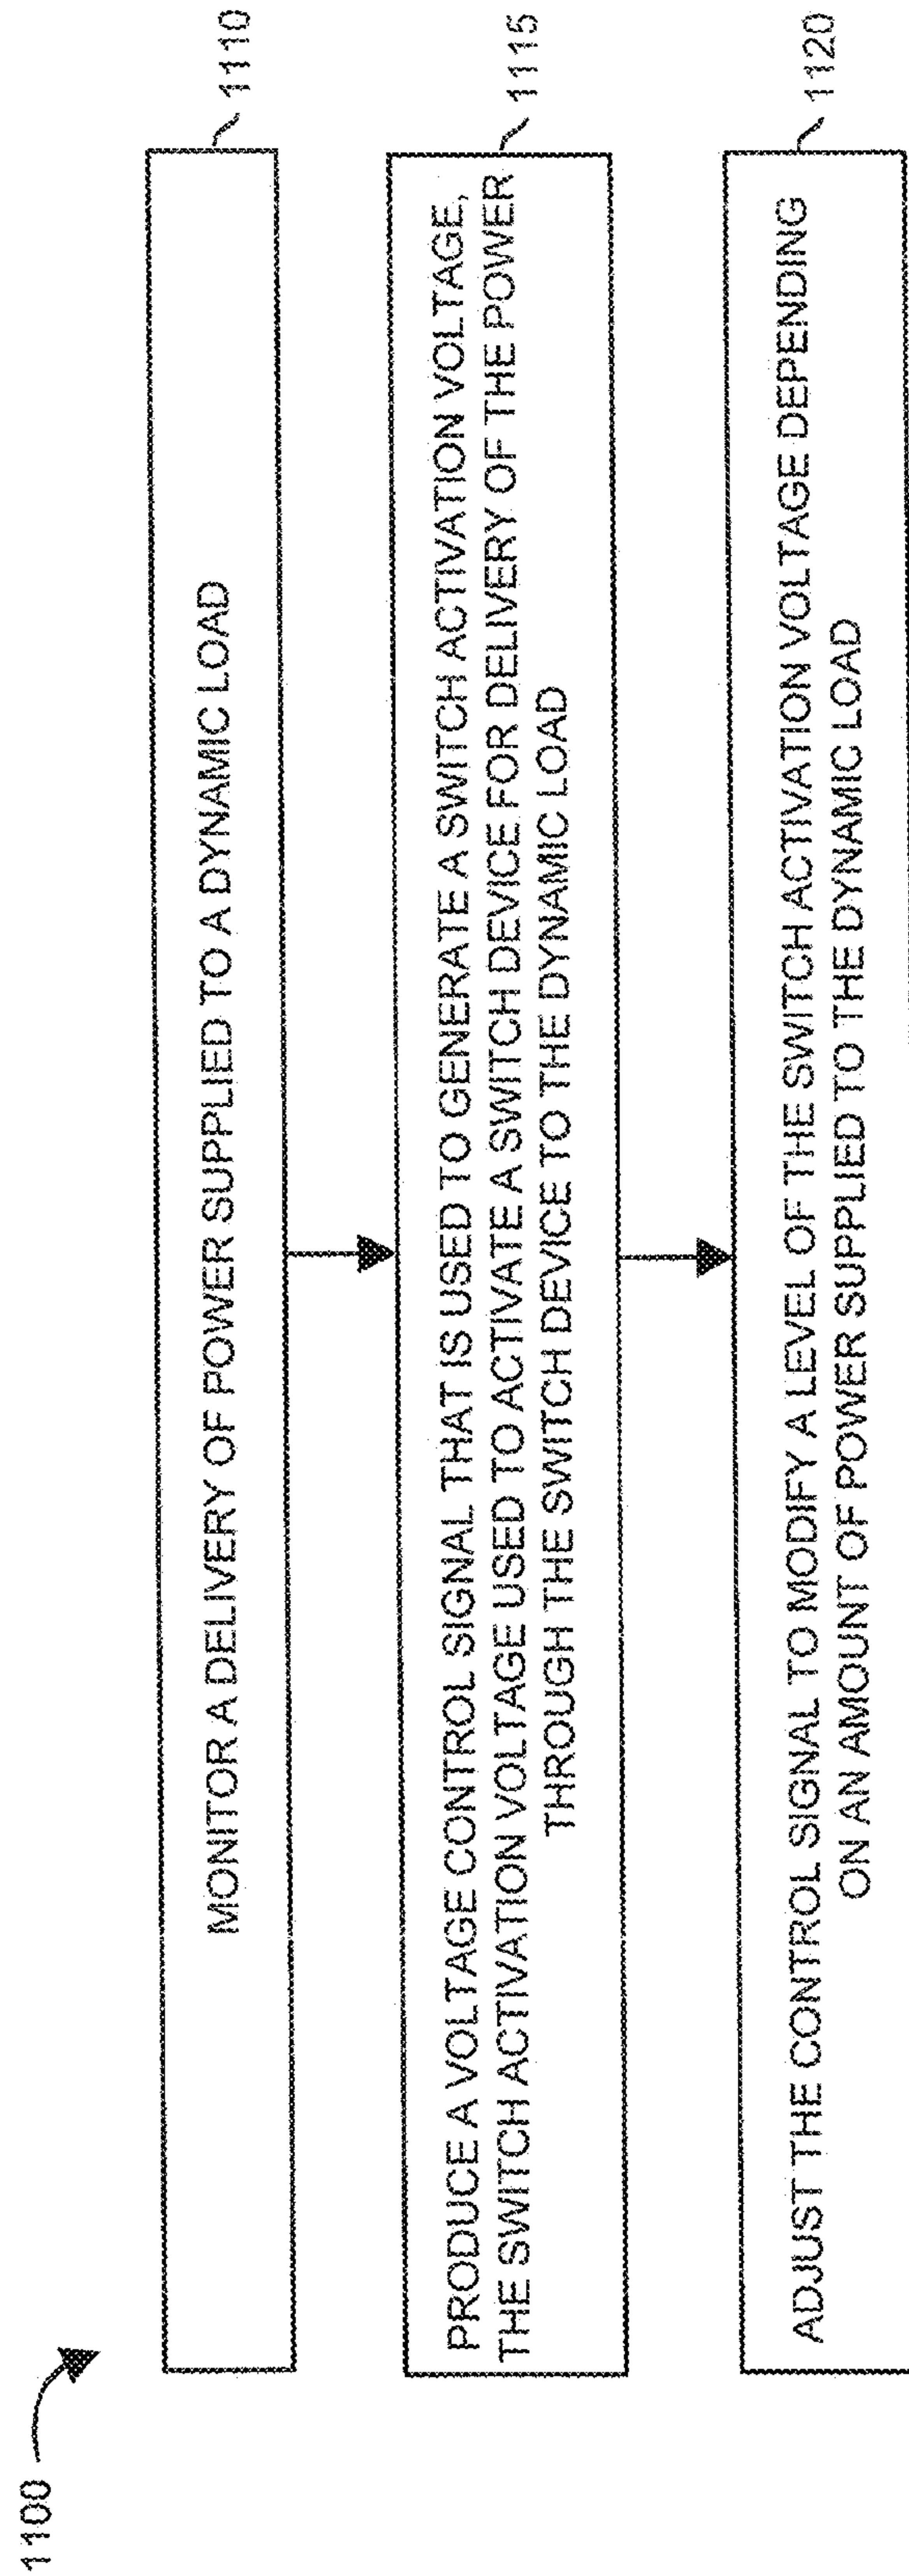 1100
MONITOR A DELIVERY OF POWER SUPPLIED TO A DYNAMIC LOAD
1110
PRODUCE A VOLTAGE CONTROL SIGNAL THAT IS USED TO GENERATE A SWITCH ACTIVATION VOLTAGE,
THE SWITCH ACTIVATION VOLTAGE USED TO ACTIVATE A SWITCH DEVICE FOR DELIVERY OF THE POWER
THROUGH THE SWITCH DEVICE TO THE DYNAMIC LOAD
1115
ADJUST THE CONTROL SIGNAL TO MODIFY A LEVEL OF THE SWITCH ACTIVATION VOLTAGE DEPENDING
ON AN AMOUNT OF POWER SUPPLIED TO THE DYNAMIC LOAD
1120